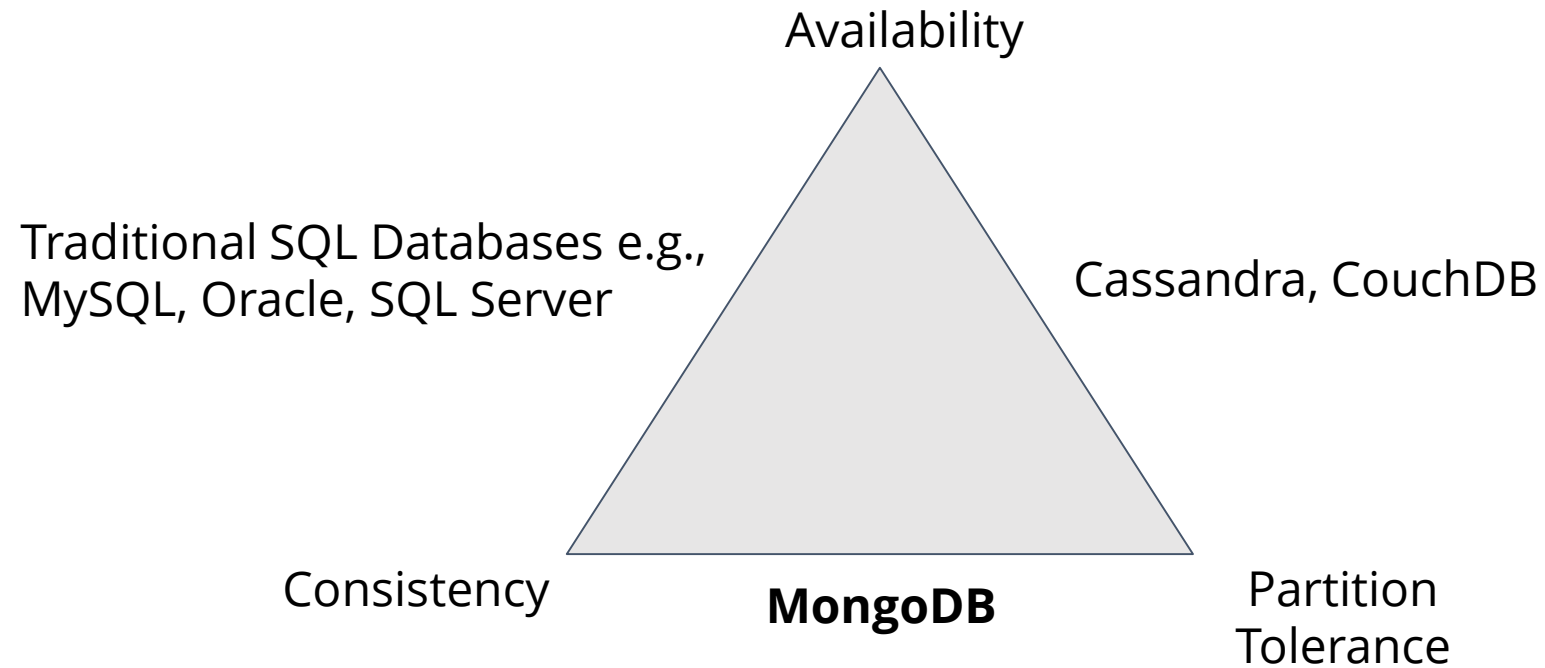 Availability
Traditional SQL Databases e.g.,
MySQL, Oracle, SQL Server
Cassandra, CouchDB
Consistency
MongoDB
Partition
Tolerance